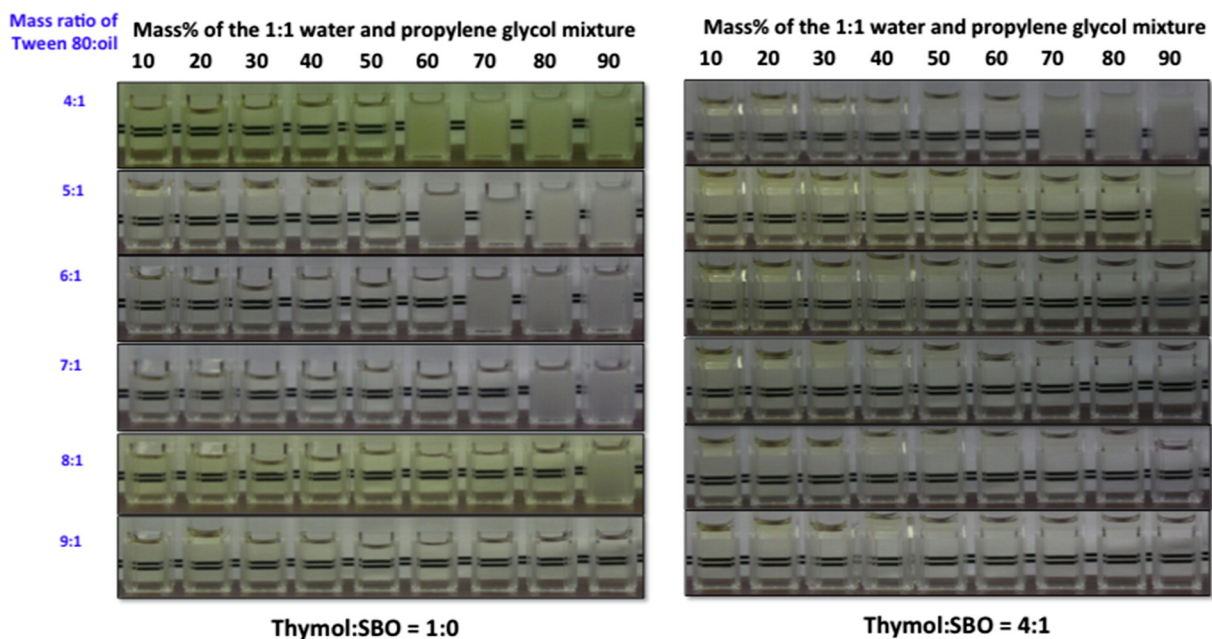 Mass ratio of
Tween 80:oil
Mass% of the 1:1 water and propylene glycol mixture
10 20 30 40 50 60 70 80 90
4:1
5:1
6:1
7:1
8:1
9:1
Thymol:SBO = 1:0
Mass% of the 1:1 water and propylene glycol mixture
10 20 30 40 50 60 70 80 90
Thymol:SBO = 4:1